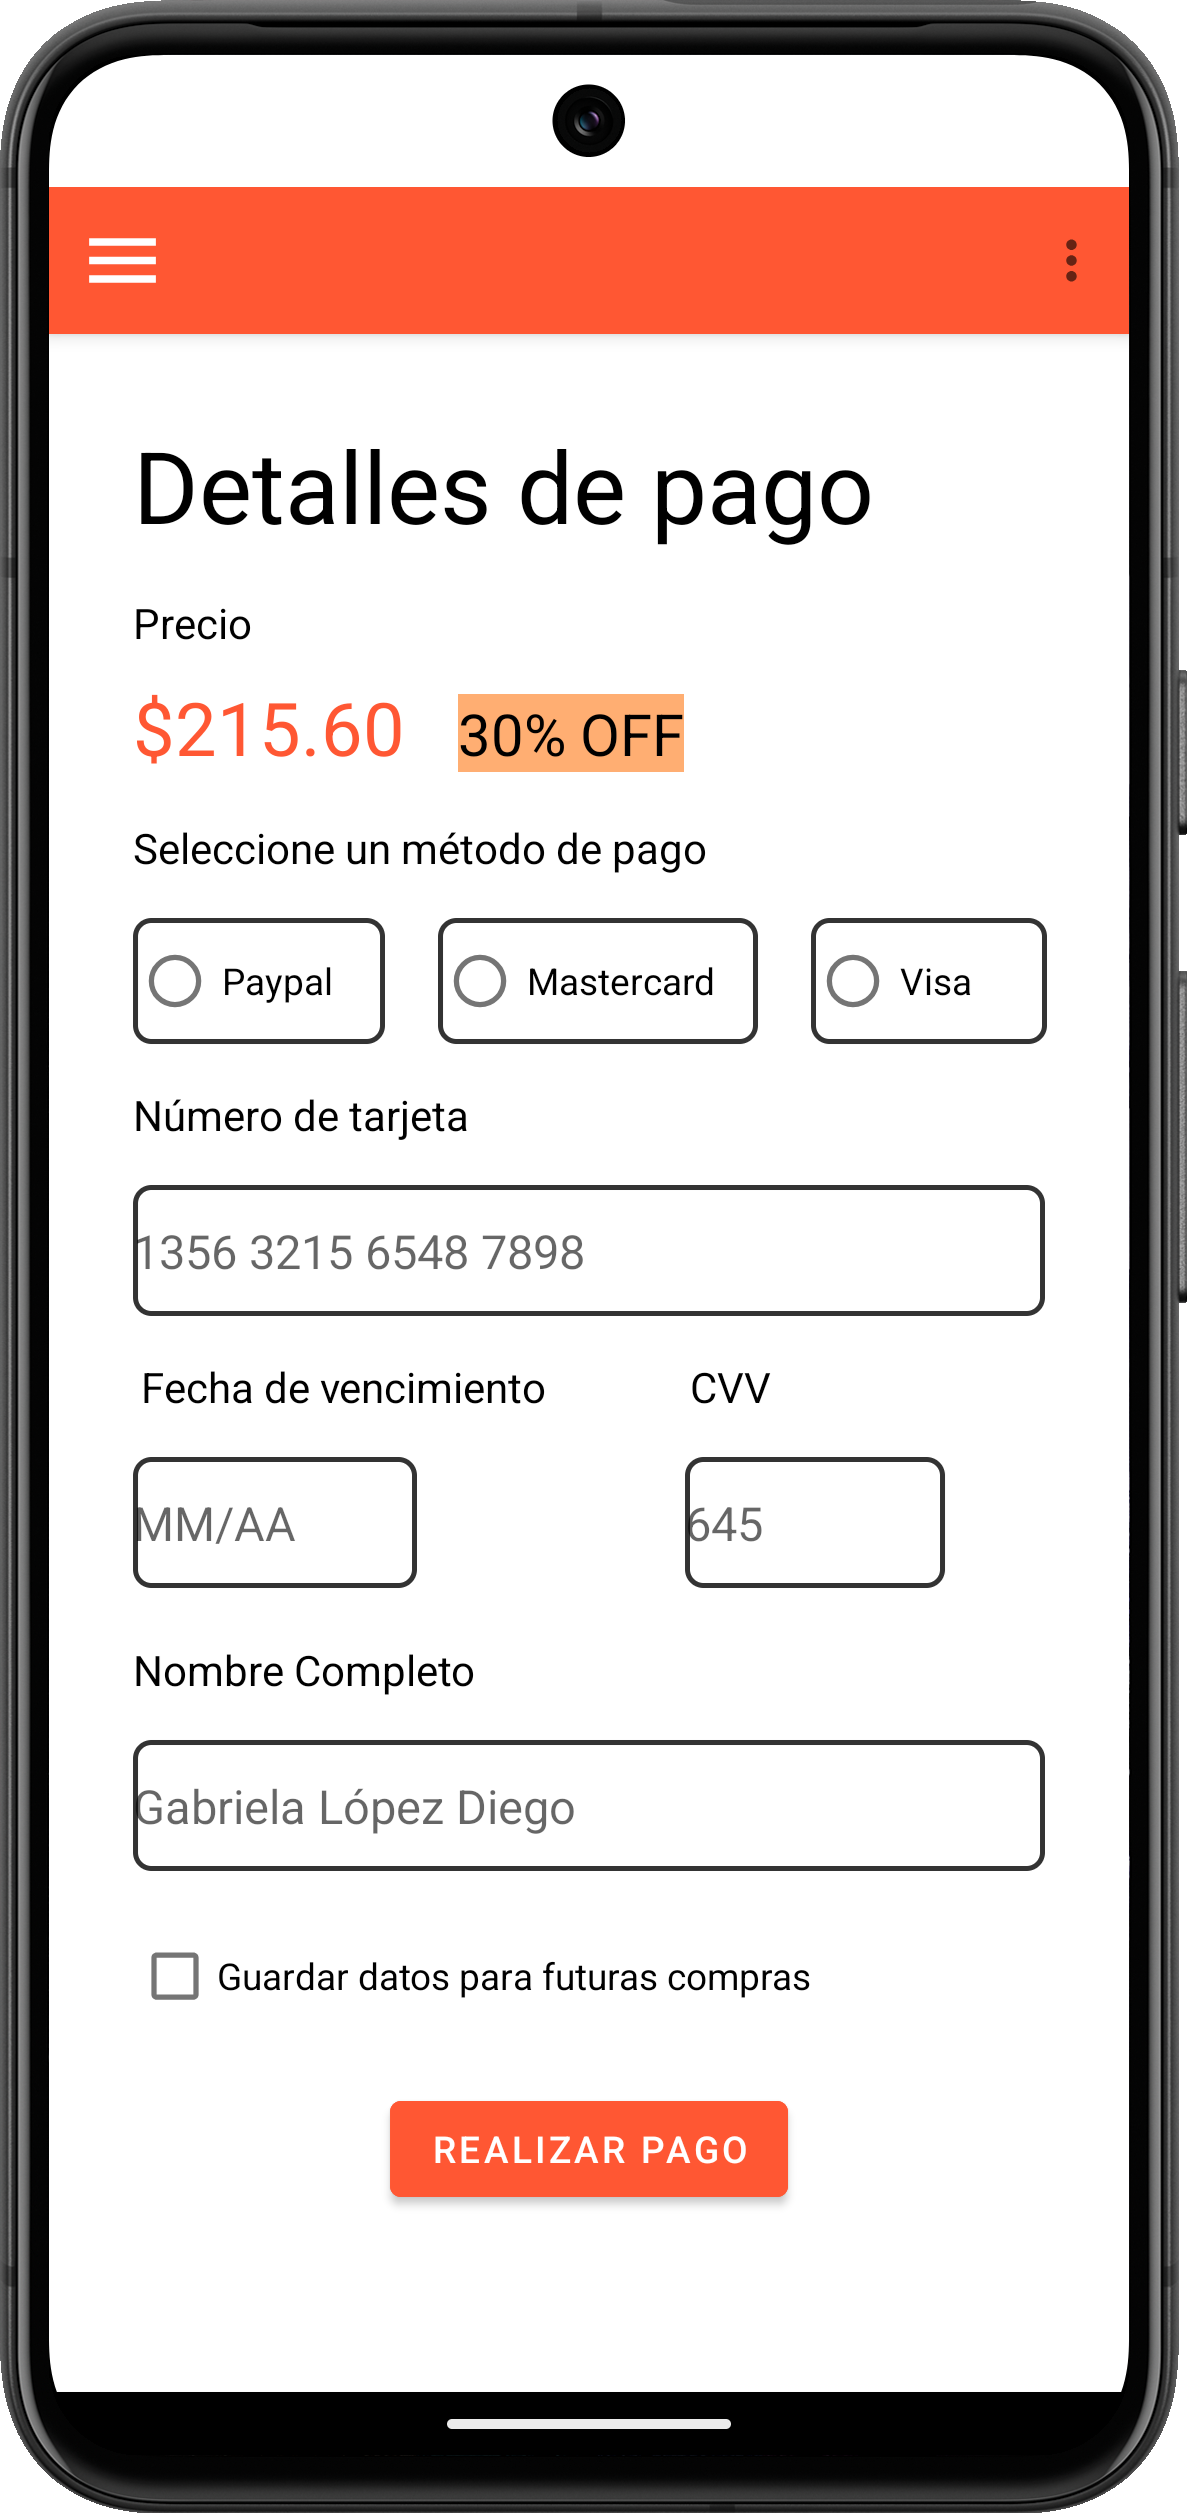 Detalles de pago
Precio
$215.60 30% OFF
Seleccione un método de pago
Paypal Mastercard Visa
Número de tarjeta
1356 3215 6548 7898
Fecha de vencimiento CVV
MM/AA 645
Nombre Completo
Gabriela López Diego
Guardar datos para futuras compras
REALIZAR PAGO